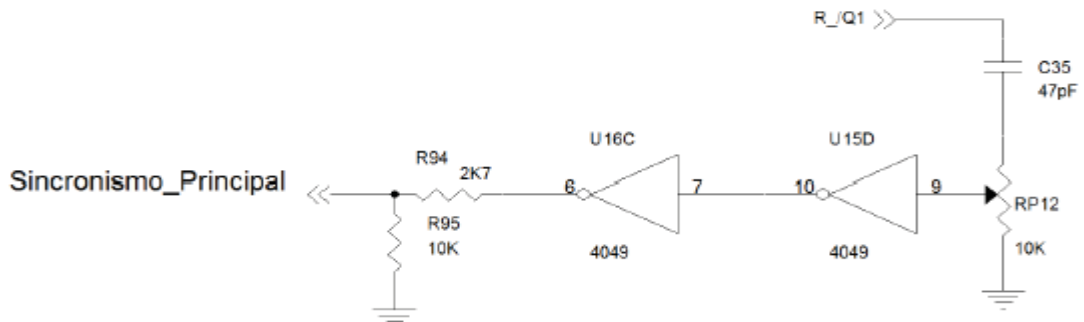 R_/Q1
C35
47pF
U16C
U15D
R94
2K7
Sincronismo_Principal
6
7
10
9
RP12
R95
10K
4049
4049
10K